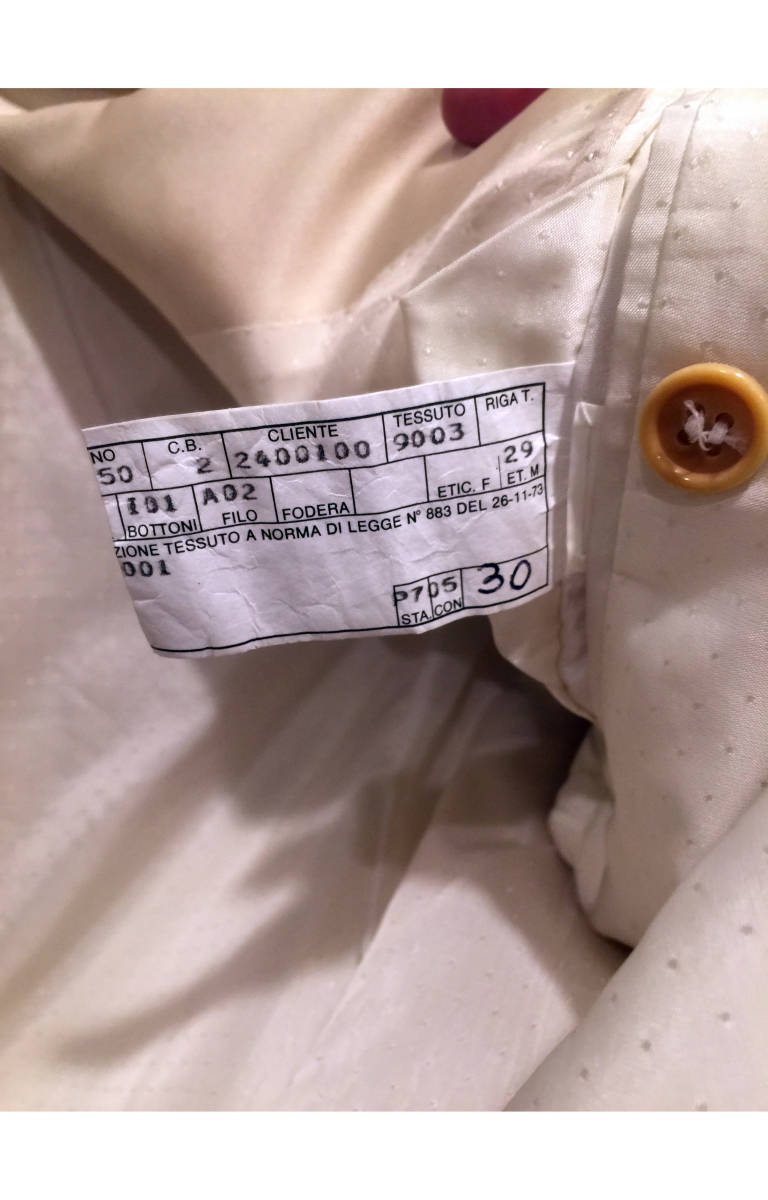 NO C.B. CLIENTE TESSUTO RIGA T.
50 2 2400100 9003
I01 A02 29
BOTTONI FILO FODERA ETIC. F ET. M
ZIONE TESSUTO A NORMA DI LEGGE N° 883 DEL 26-11-73
001
P705 30
STA. CON